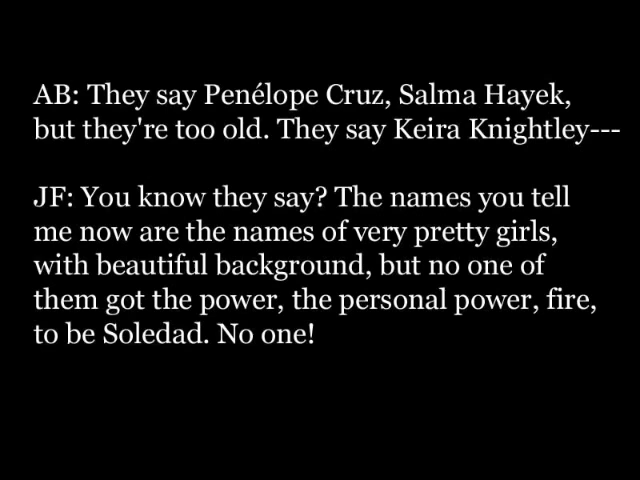 AB: They say Penélope Cruz, Salma Hayek,
but they're too old. They say Keira Knightley---
JF: You know they say? The names you tell
me now are the names of very pretty girls,
with beautiful background, but no one of
them got the power, the personal power, fire,
to be Soledad. No one!